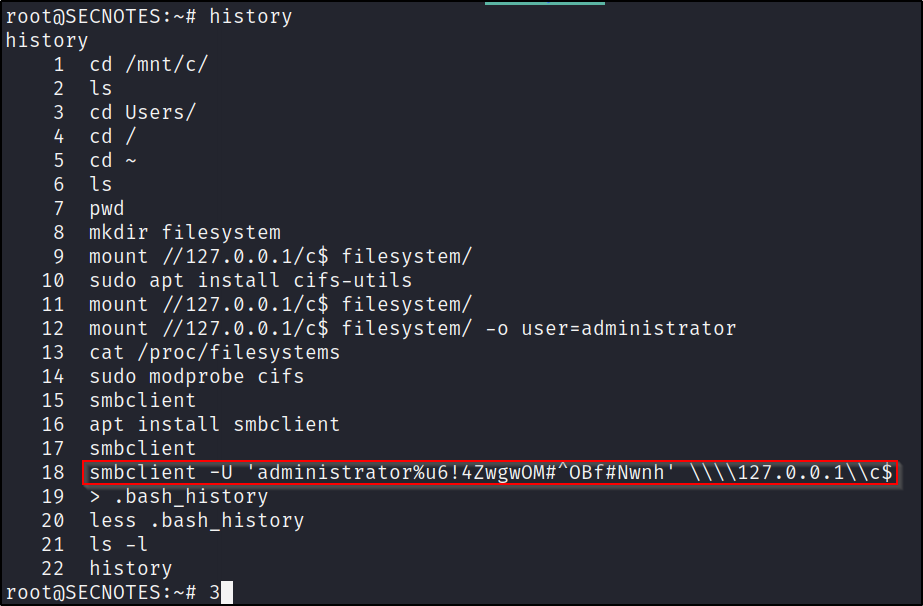 root@SECNOTES:~# history
history
    1  cd /mnt/c/
    2  ls
    3  cd Users/
    4  cd /
    5  cd ~
    6  ls
    7  pwd
    8  mkdir filesystem
    9  mount //127.0.0.1/c$ filesystem/
   10  sudo apt install cifs-utils
   11  mount //127.0.0.1/c$ filesystem/
   12  mount //127.0.0.1/c$ filesystem/ -o user=administrator
   13  cat /proc/filesystems
   14  sudo modprobe cifs
   15  smbclient
   16  apt install smbclient
   17  smbclient
   18  smbclient -U 'administrator%u6!4ZwgwOM#^OBf#Nwnh' \\\\127.0.0.1\\c$
   19  > .bash_history
   20  less .bash_history
   21  ls -l
   22  history
root@SECNOTES:~# 3